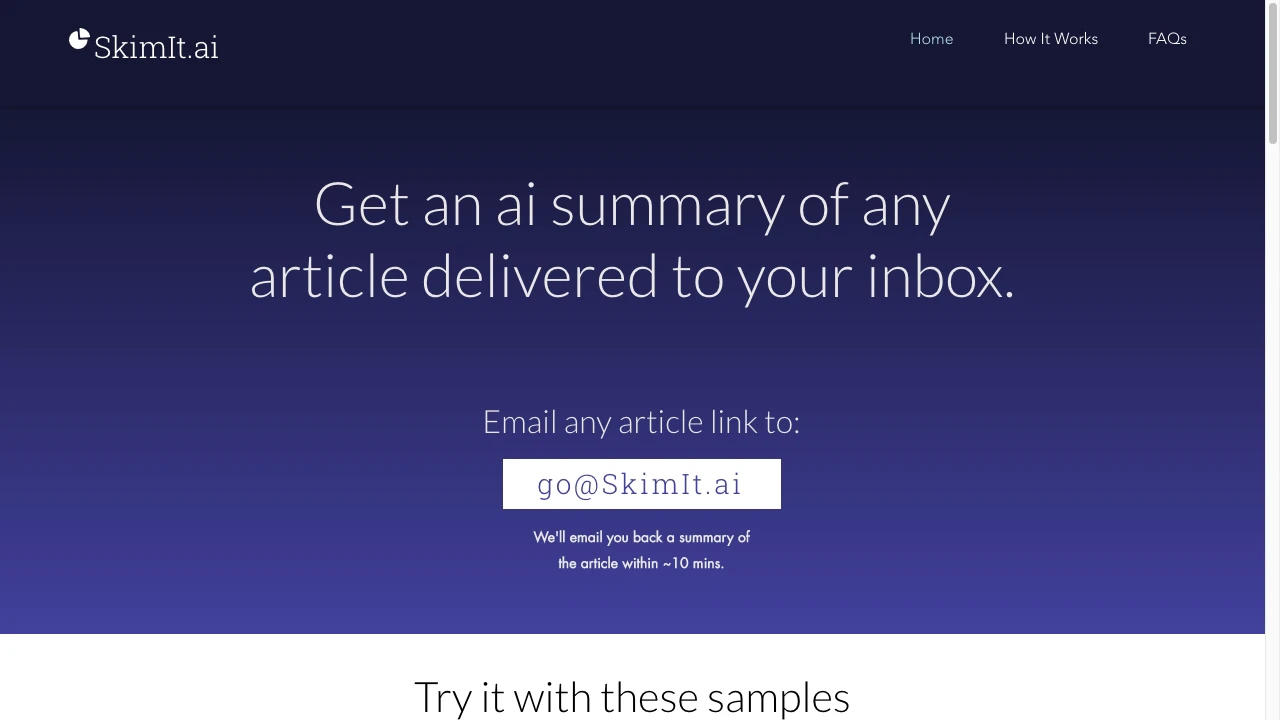 SkimIt.ai
Home
How It Works
FAQs
Get an ai summary of any
article delivered to your inbox.
Email any article link to:
go@SkimIt.ai
We'll email you back a summary of
the article within ~10 mins.
Try it with these samples